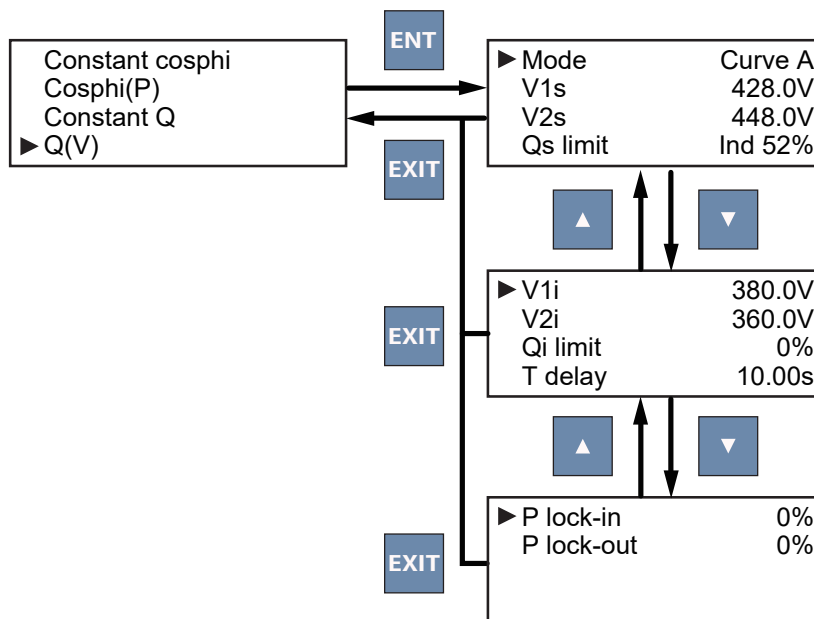 ENT
Constant cosphi
Cosphi(P)
Constant Q
▶ Q(V)
▶ Mode Curve A
V1s 428.0V
V2s 448.0V
Qs limit Ind 52%
EXIT
▲ ▼
▶ V1i 380.0V
V2i 360.0V
Qi limit 0%
T delay 10.00s
EXIT
▲ ▼
▶ P lock-in 0%
P lock-out 0%
EXIT